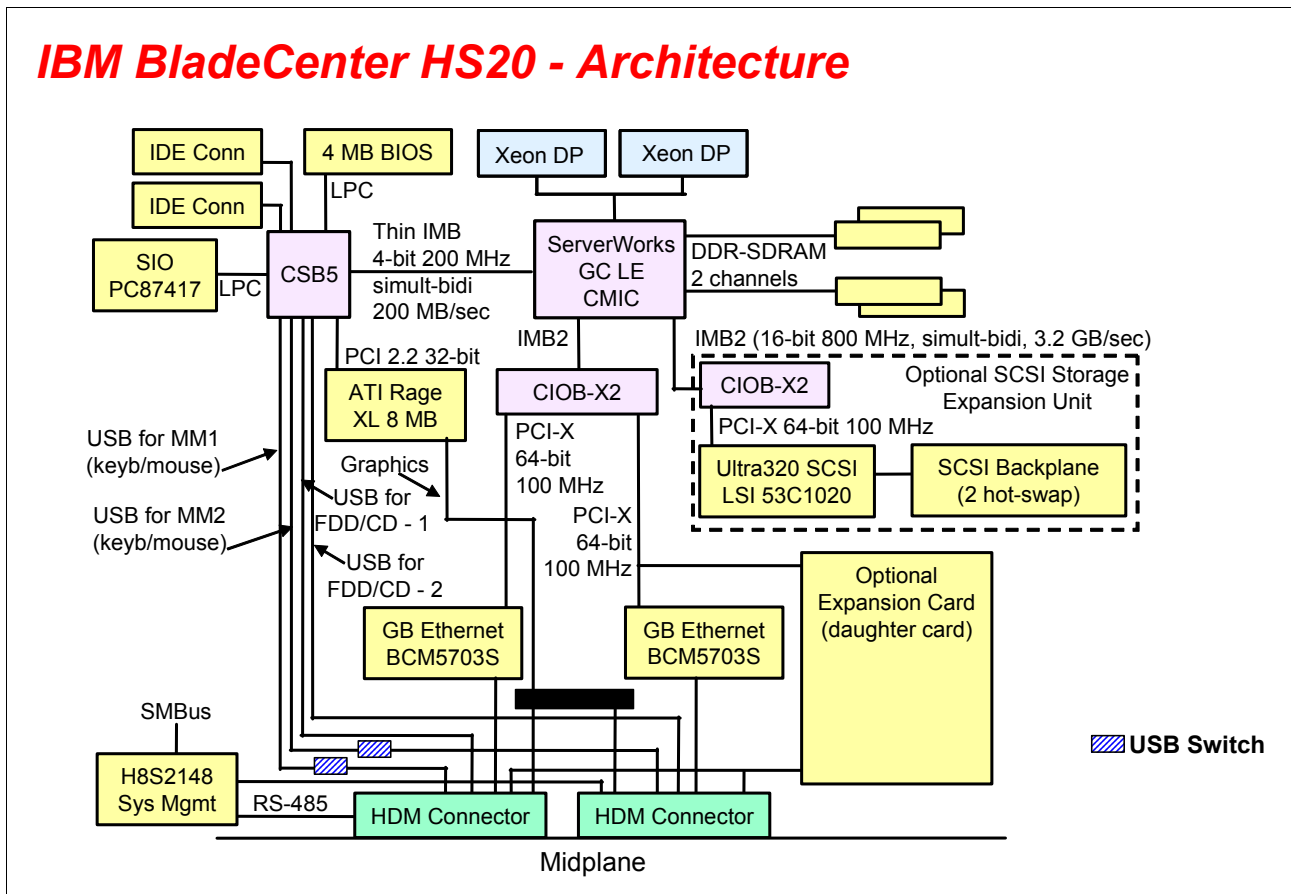 IBM BladeCenter HS20 - Architecture
IDE Conn
4 MB BIOS
Xeon DP
Xeon DP
IDE Conn
LPC
SIO
PC87417
LPC
CSB5
Thin IMB
4-bit 200 MHz
simult-bidi
200 MB/sec
ServerWorks
GC LE
CMIC
DDR-SDRAM
2 channels
IMB2
IMB2 (16-bit 800 MHz, simult-bidi, 3.2 GB/sec)
PCI 2.2 32-bit
ATI Rage
XL 8 MB
CIOB-X2
CIOB-X2
Optional SCSI Storage
Expansion Unit
PCI-X 64-bit 100 MHz
Ultra320 SCSI
LSI 53C1020
SCSI Backplane
(2 hot-swap)
USB for MM1
(keyb/mouse)
Graphics
PCI-X
64-bit
100 MHz
USB for
FDD/CD - 1
USB for MM2
(keyb/mouse)
PCI-X
64-bit
100 MHz
USB for
FDD/CD - 2
Optional
Expansion Card
(daughter card)
GB Ethernet
BCM5703S
GB Ethernet
BCM5703S
SMBus
USB Switch
H8S2148
Sys Mgmt
RS-485
HDM Connector
HDM Connector
Midplane